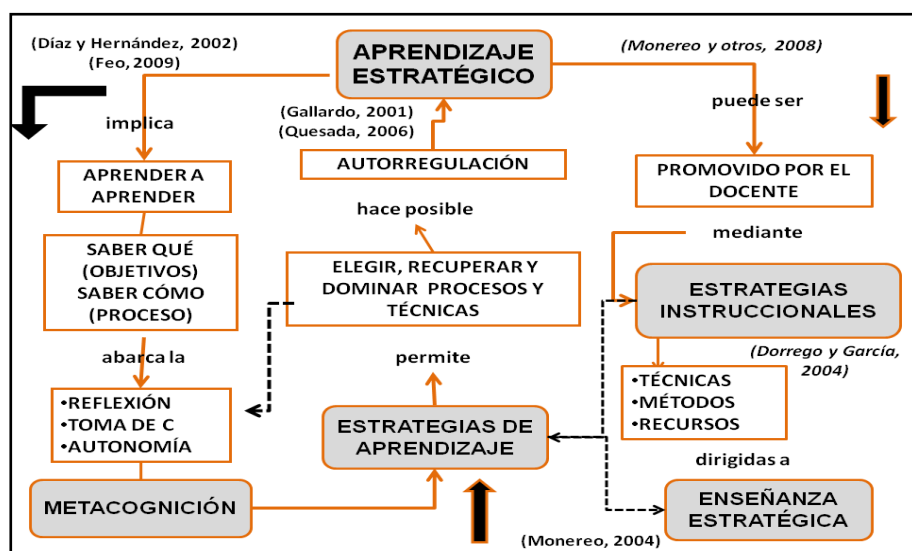 (Díaz y Hernández, 2002)
(Feo, 2009)
APRENDIZAJE
ESTRATÉGICO
(Monereo y otros, 2008)
implica
(Gallardo, 2001)
(Quesada, 2006)
puede ser
AUTORREGULACIÓN
APRENDER A
APRENDER
PROMOVIDO POR EL
DOCENTE
hace posible
mediante
SABER QUÉ
(OBJETIVOS)
SABER CÓMO
(PROCESO)
ELEGIR, RECUPERAR Y
DOMINAR PROCESOS Y
TÉCNICAS
ESTRATEGIAS
INSTRUCCIONALES
(Dorrego y García,
2004)
abarca la
permite
•TÉCNICAS
•MÉTODOS
•RECURSOS
•REFLEXIÓN
•TOMA DE C
•AUTONOMÍA
ESTRATEGIAS DE
APRENDIZAJE
dirigidas a
METACOGNICIÓN
ENSEÑANZA
ESTRATÉGICA
(Monereo, 2004)